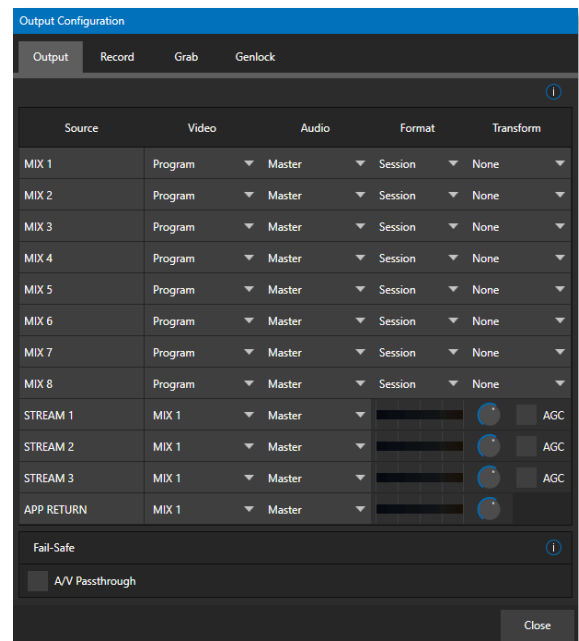 Output Configuration
Output Record Grab Genlock
Source Video Audio Format Transform
MIX 1 Program Master Session None
MIX 2 Program Master Session None
MIX 3 Program Master Session None
MIX 4 Program Master Session None
MIX 5 Program Master Session None
MIX 6 Program Master Session None
MIX 7 Program Master Session None
MIX 8 Program Master Session None
STREAM 1 MIX 1 Master AGC
STREAM 2 MIX 1 Master AGC
STREAM 3 MIX 1 Master AGC
APP RETURN MIX 1 Master
Fail-Safe
A/V Passthrough
Close